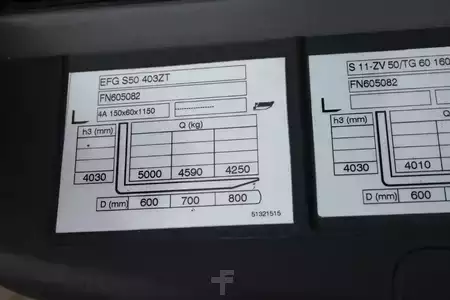 EFG S50 403ZT
FN605082
4A 150x60x1150 --------------
h3 (mm) Q (kg)
4030 5000 4590 4250
D (mm) 600 700 800
51321515
S 11-ZV 50/TG 60 160
FN605082
h3 (mm)
4030 4010
D (mm) 600